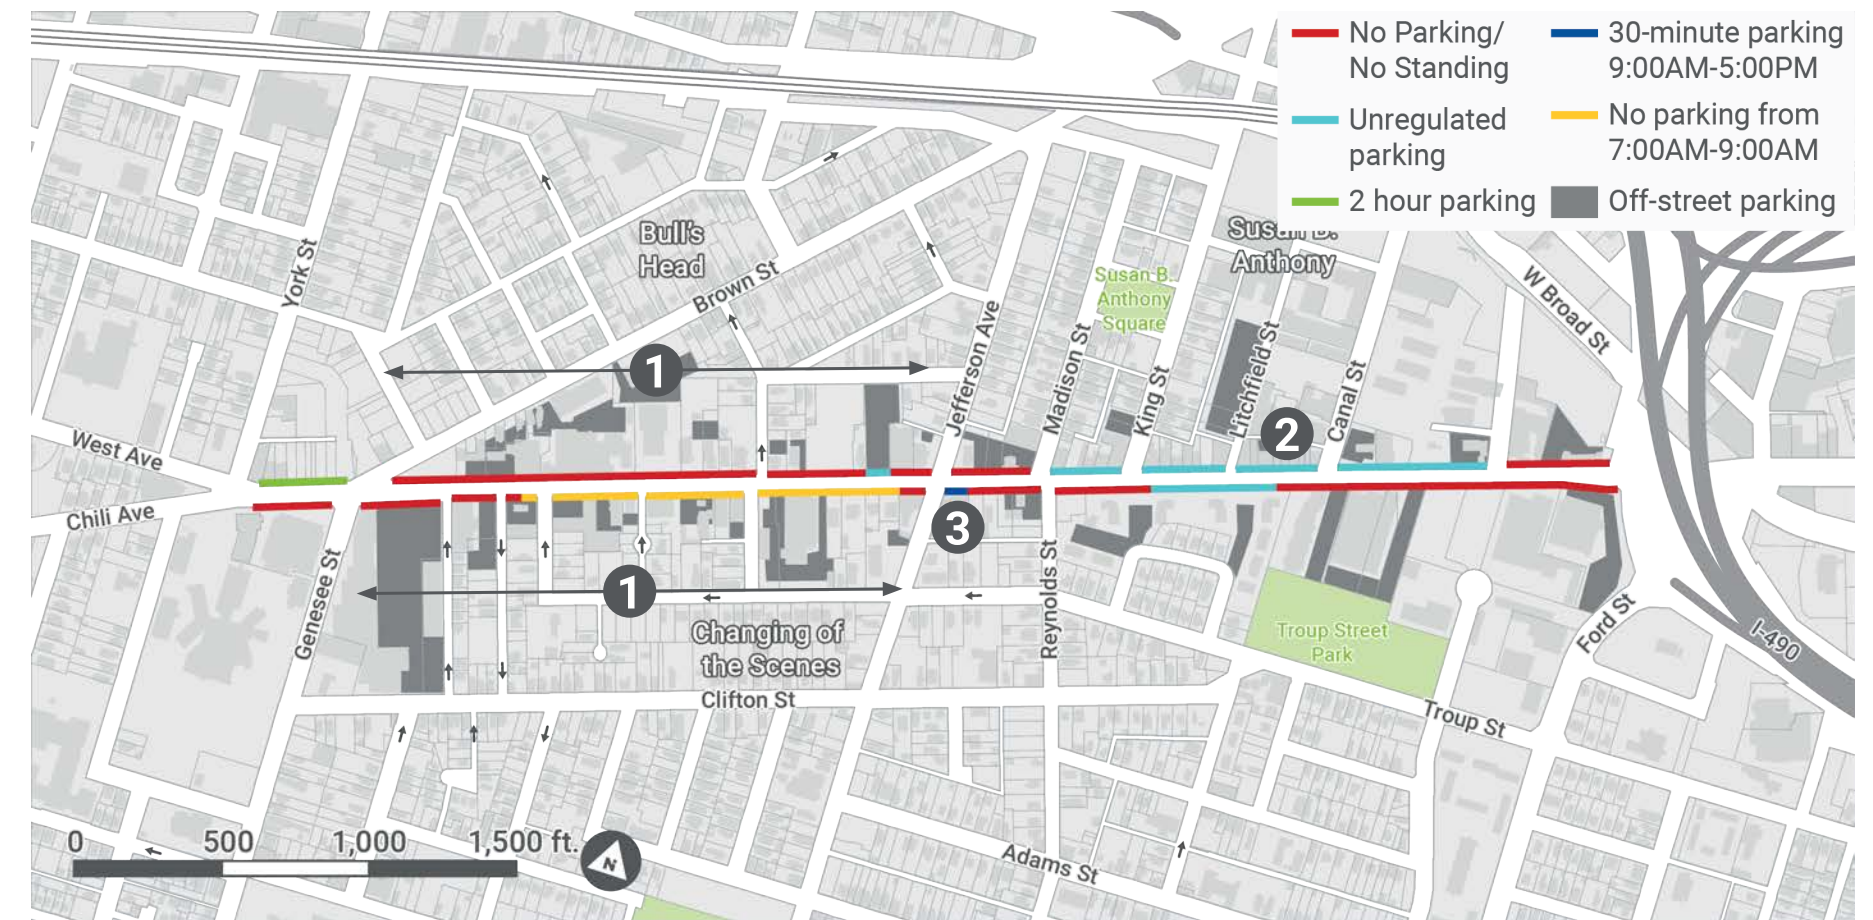 No Parking/
No Standing
Unregulated
parking
2 hour parking
30-minute parking
9:00AM-5:00PM
No parking from
7:00AM-9:00AM
Off-street parking
Bull's
Head
Susan B.
Anthony
Susan B.
Anthony
Square
York St
Brown St
Jefferson Ave
Madison St
King St
Litchfield St
Canal St
W Broad St
West Ave
Chili Ave
1
2
3
1
Genesee St
Reynolds St
Changing of
the Scenes
Clifton St
Troup Street
Park
Ford St
I-490
Troup St
Adams St
0 500 1,000 1,500 ft.
N